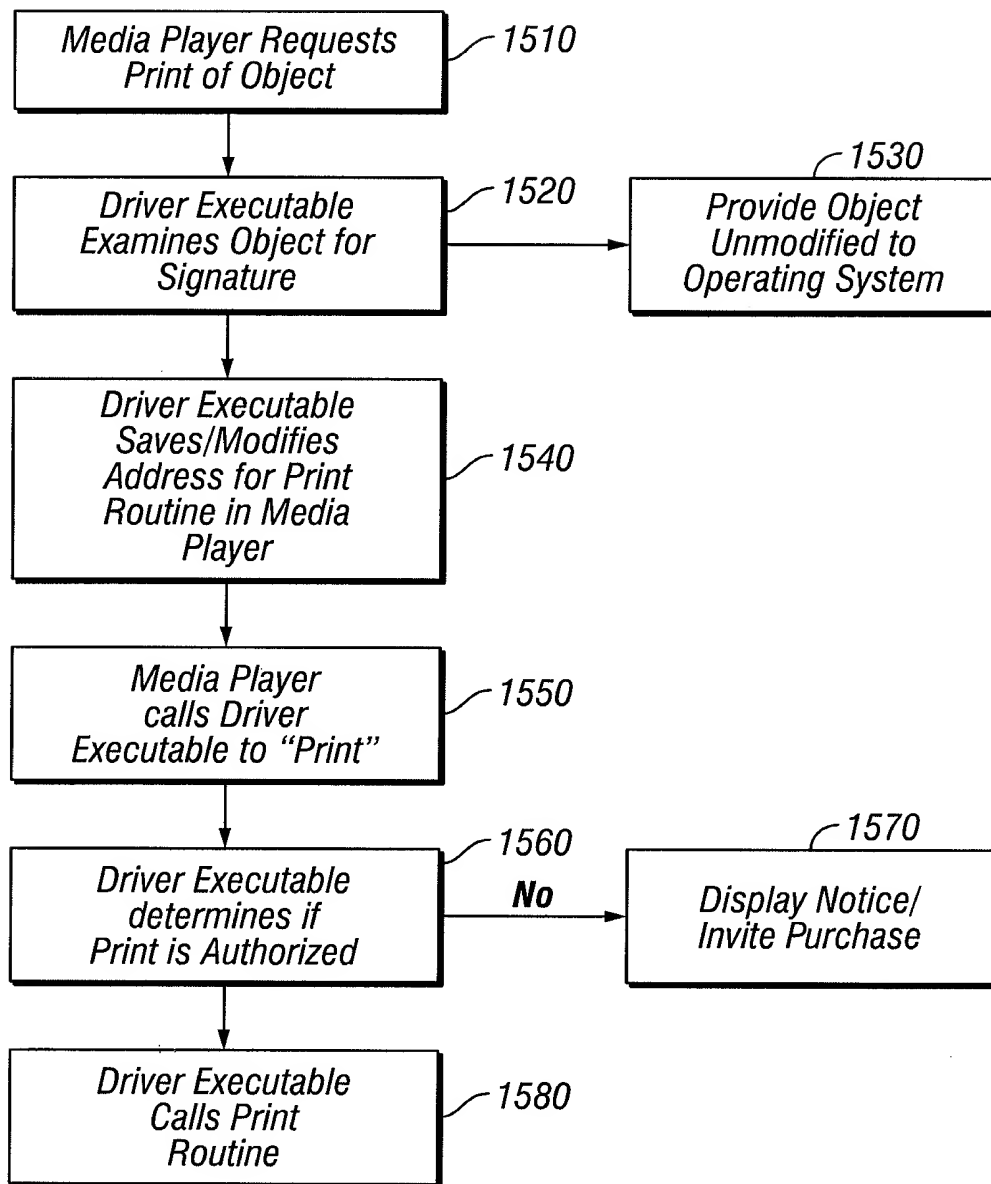 Media Player Requests
Print of Object
1510
Driver Executable
Examines Object for
Signature
1520
1530
Provide Object
Unmodified to
Operating System
Driver Executable
Saves/Modifies
Address for Print
Routine in Media
Player
1540
Media Player
calls Driver
Executable to “Print”
1550
Driver Executable
determines if
Print is Authorized
1560
No
1570
Display Notice/
Invite Purchase
Driver Executable
Calls Print
Routine
1580